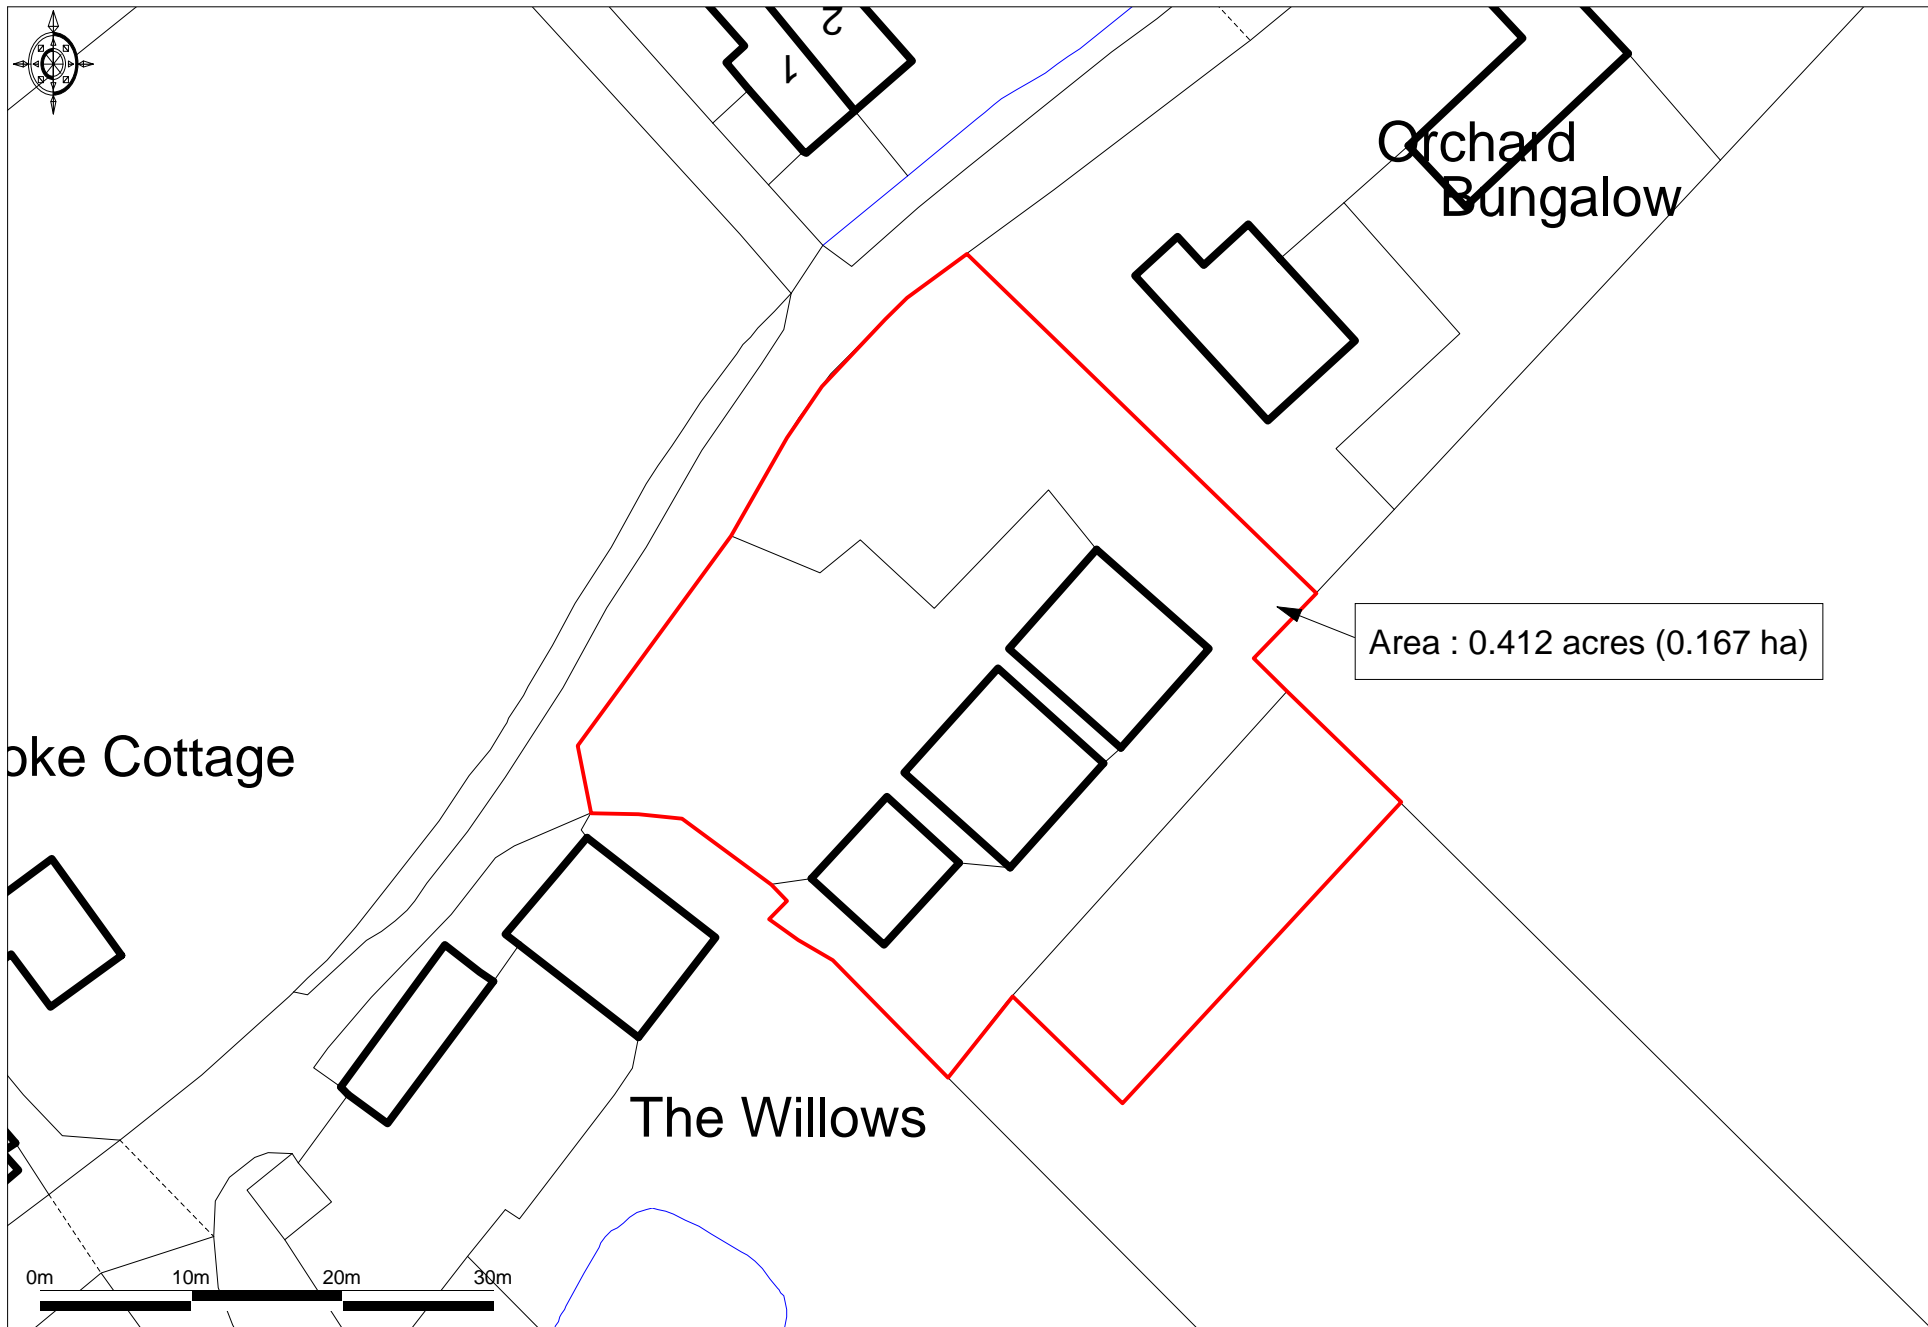 2
1
Orchard
Bungalow
Area : 0.412 acres (0.167 ha)
oke Cottage
The Willows
0m 10m 20m 30m